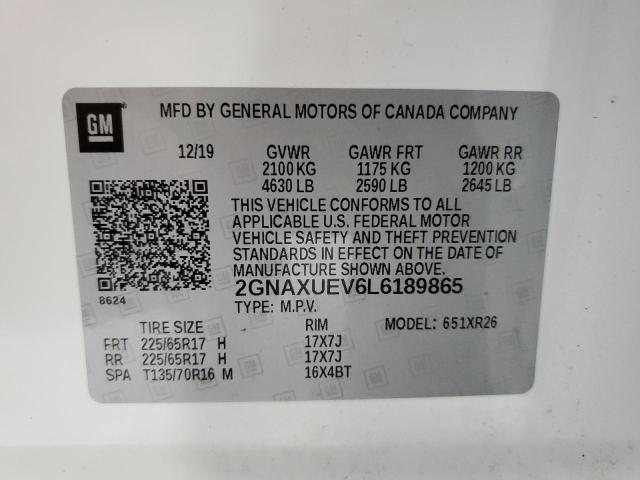 GM
MFD BY GENERAL MOTORS OF CANADA COMPANY
12/19 GVWR GAWR FRT GAWR RR
2100 KG 1175 KG 1200 KG
4630 LB 2590 LB 2645 LB
THIS VEHICLE CONFORMS TO ALL
APPLICABLE U.S. FEDERAL MOTOR
VEHICLE SAFETY AND THEFT PREVENTION
STANDARDS IN EFFECT ON THE DATE
OF MANUFACTURE SHOWN ABOVE.
2GNAXUEV6L6189865
8624
TYPE: M.P.V.
TIRE SIZE RIM MODEL: 651XR26
FRT 225/65R17 H 17X7J
RR 225/65R17 H 17X7J
SPA T135/70R16 M 16X4BT